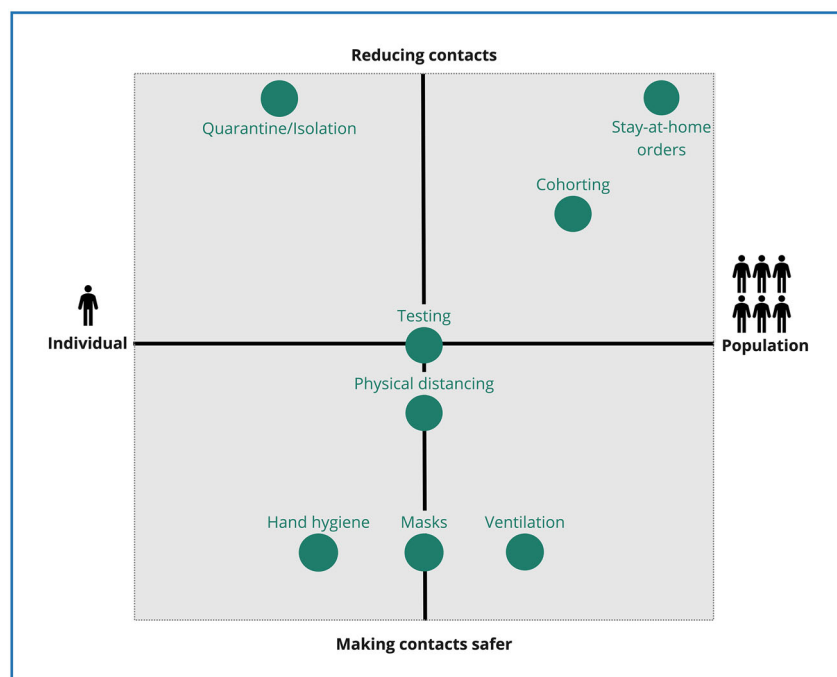 Reducing contacts
Quarantine/Isolation
Stay-at-home
orders
Cohorting
Testing
Individual
Population
Physical distancing
Hand hygiene
Masks
Ventilation
Making contacts safer